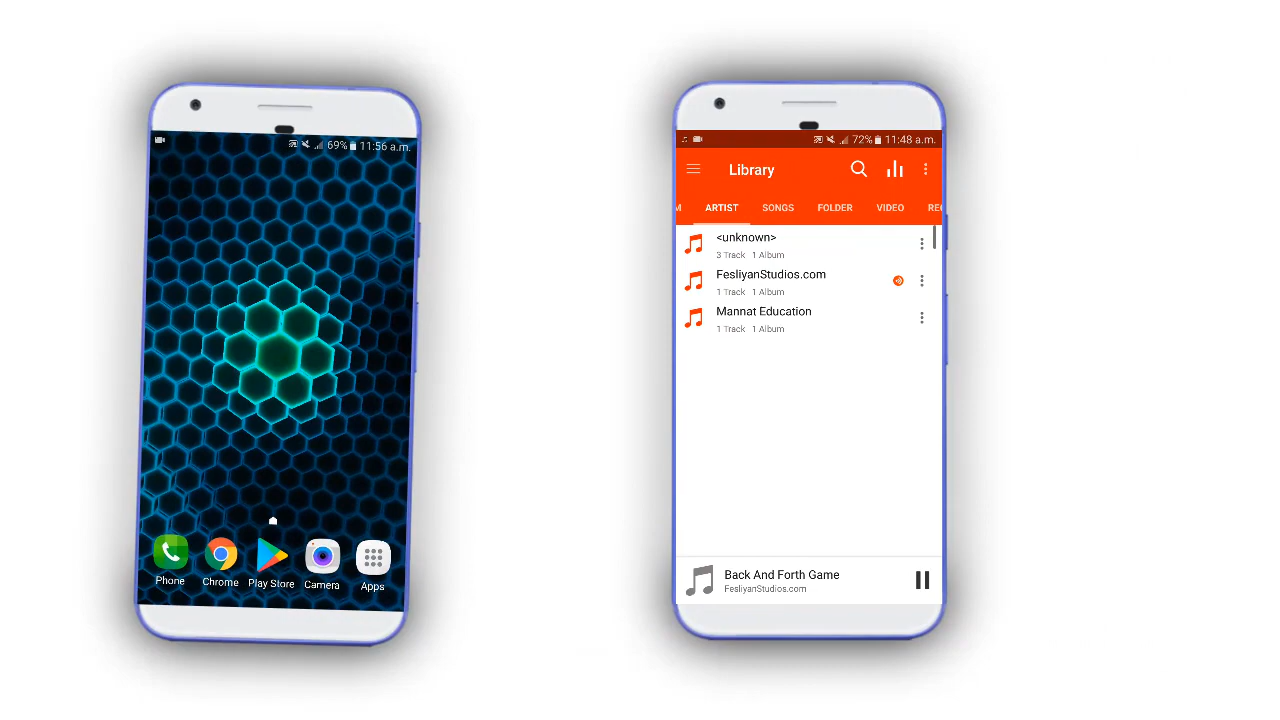 69% 11:56 a.m.
Phone Chrome Play Store Camera Apps
72% 11:48 a.m.
Library
M ARTIST SONGS FOLDER VIDEO REC
<unknown>
3 Track 1 Album
FesliyanStudios.com
1 Track 1 Album
Mannat Education
1 Track 1 Album
Back And Forth Game
FesliyanStudios.com